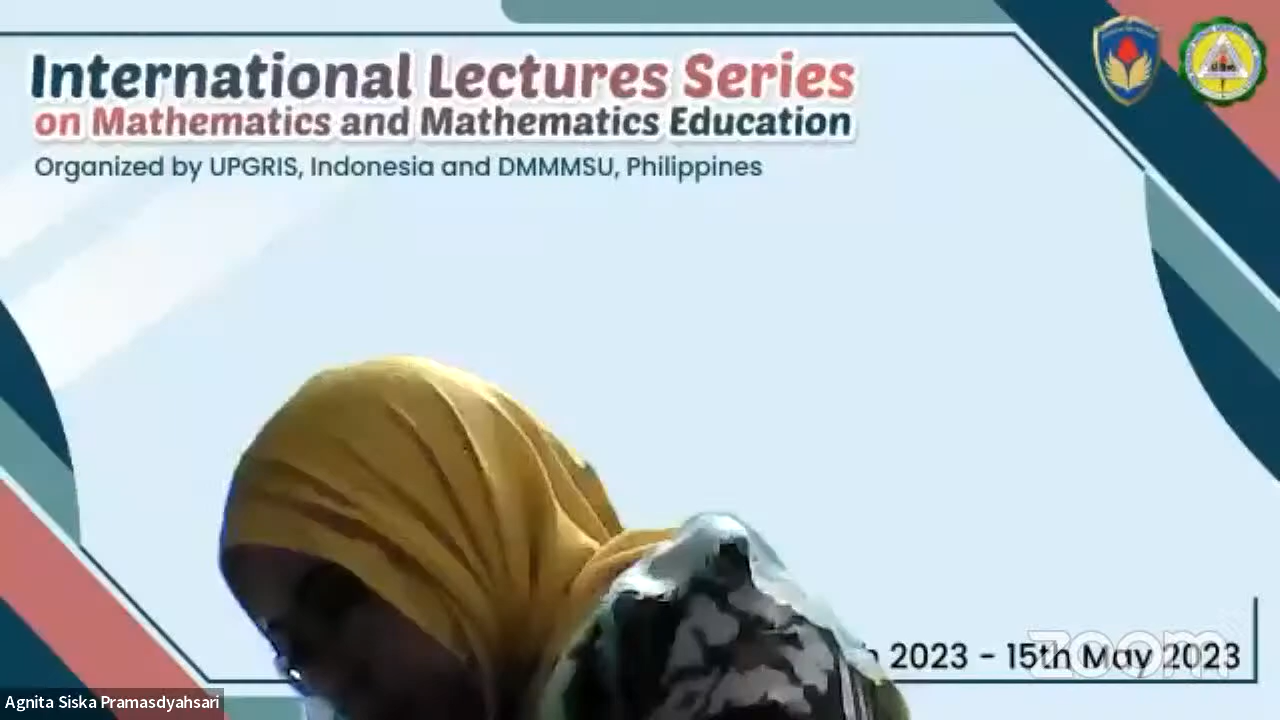 International Lectures Series
on Mathematics and Mathematics Education
Organized by UPGRIS, Indonesia and DMMMSU, Philippines
2023 - 15th May 2023
zoom
Agnita Siska Pramasdyahsari